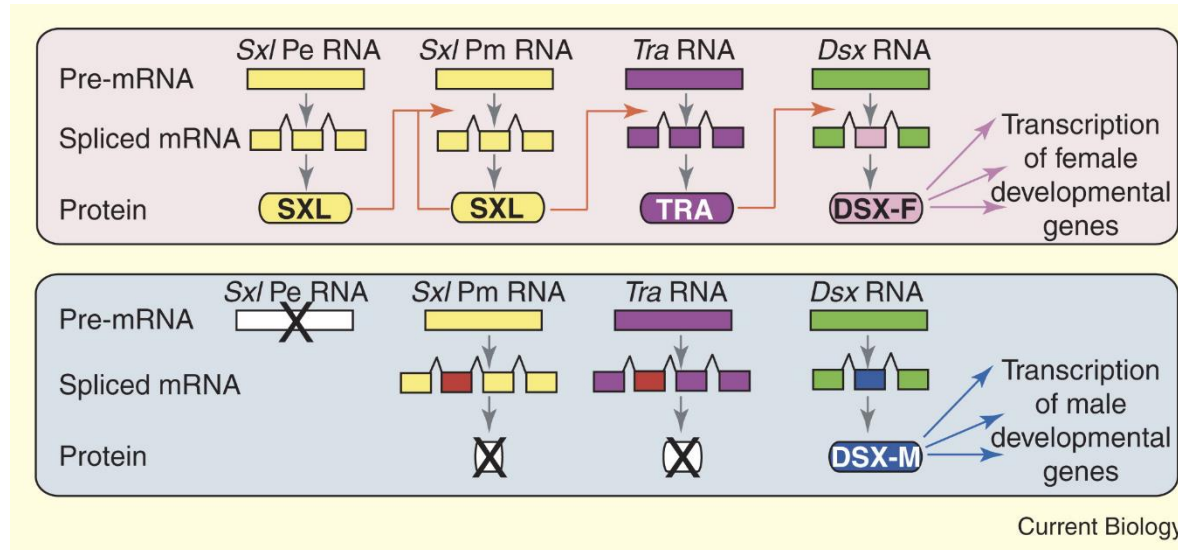 Sxl Pe RNA Sxl Pm RNA Tra RNA Dsx RNA
Pre-mRNA
Spliced mRNA
Protein
SXL SXL TRA DSX-F
Transcription
of female
developmental
genes
Sxl Pe RNA Sxl Pm RNA Tra RNA Dsx RNA
Pre-mRNA
Spliced mRNA
Protein
DSX-M
Transcription
of male
developmental
genes
Current Biology